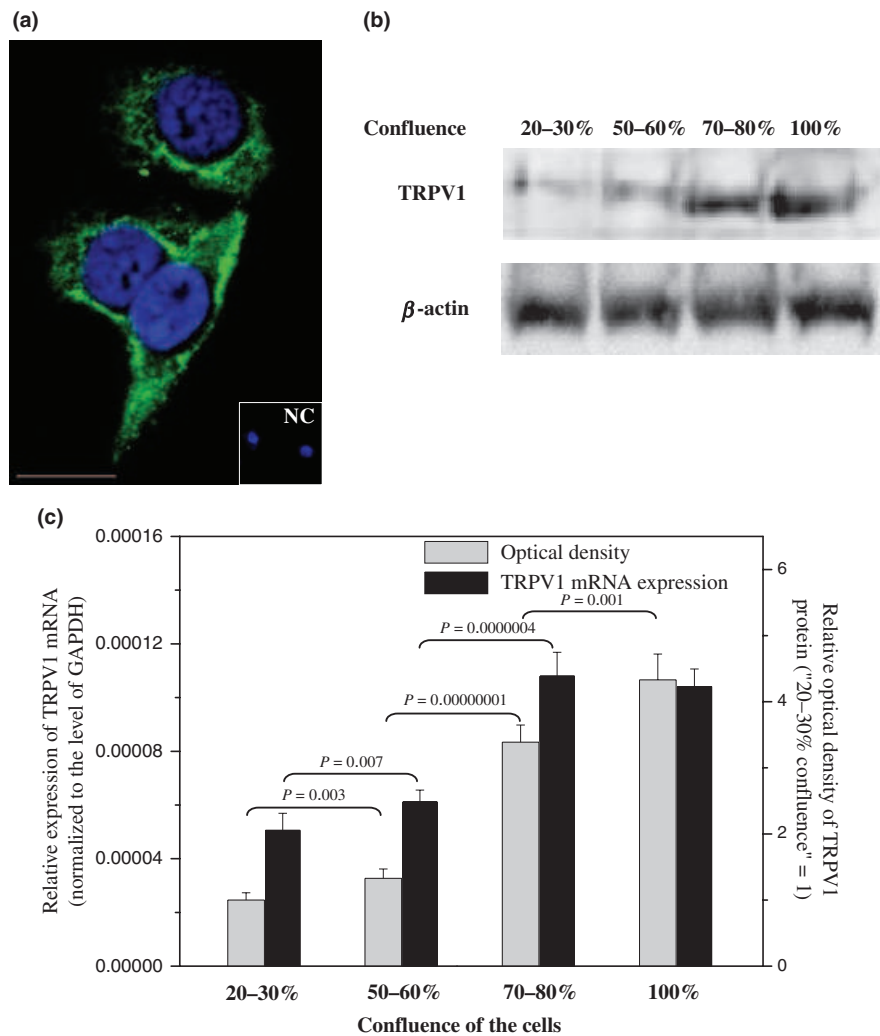 (a)
NC
(b)
Confluence 20–30% 50–60% 70–80% 100%
TRPV1
β-actin
(c)
Relative expression of TRPV1 mRNA
(normalized to the level of GAPDH)
0.00016
0.00012
0.00008
0.00004
0.00000
Optical density
TRPV1 mRNA expression
P = 0.001
P = 0.0000004
P = 0.00000001
P = 0.007
P = 0.003
6
4
2
0
Relative optical density of TRPV1
protein ("20–30% confluence" = 1)
20–30% 50–60% 70–80% 100%
Confluence of the cells